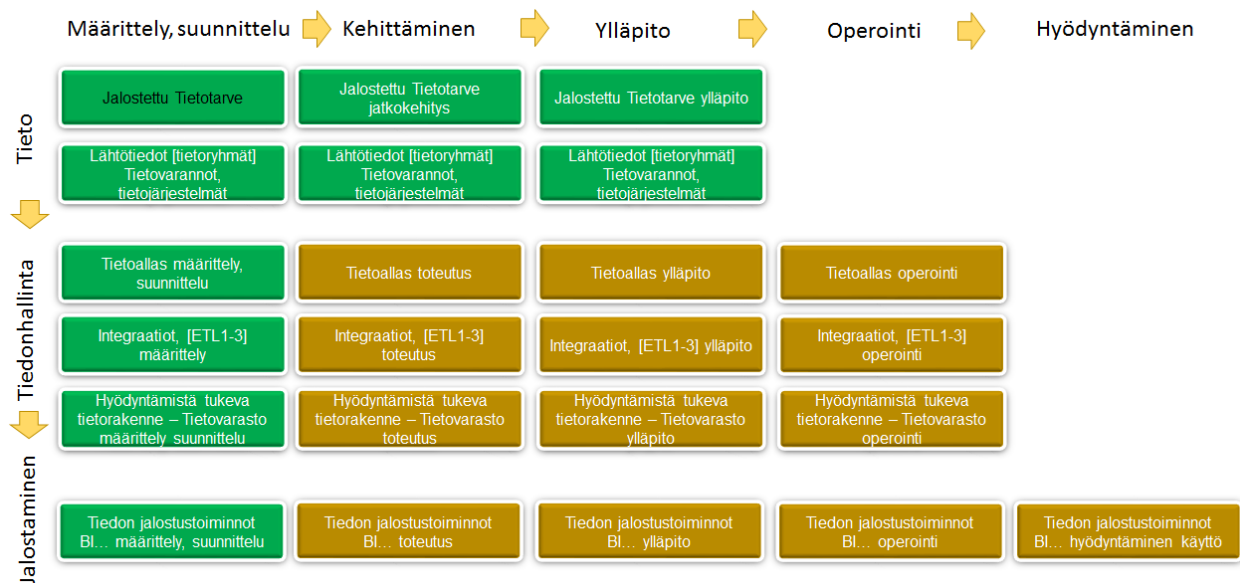 Määrittely, suunnittelu
Kehittäminen
Ylläpito
Operointi
Hyödyntäminen
Tieto
Jalostettu Tietotarve
Jalostettu Tietotarve
jatkokehitys
Jalostettu Tietotarve ylläpito
Lähtötiedot [tietoryhmät]
Tietovarannot,
tietojärjestelmät
Lähtötiedot [tietoryhmät]
Tietovarannot,
tietojärjestelmät
Lähtötiedot [tietoryhmät]
Tietovarannot,
tietojärjestelmät
Tiedonhallinta
Tietoallas määrittely,
suunnittelu
Tietoallas toteutus
Tietoallas ylläpito
Tietoallas operointi
Integraatiot, [ETL1-3]
määrittely
Integraatiot, [ETL1-3]
toteutus
Integraatiot, [ETL1-3] ylläpito
Integraatiot, [ETL1-3]
operointi
Hyödyntämistä tukeva
tietorakenne – Tietovarasto
määrittely suunnittelu
Hyödyntämistä tukeva
tietorakenne – Tietovarasto
toteutus
Hyödyntämistä tukeva
tietorakenne – Tietovarasto
ylläpito
Hyödyntämistä tukeva
tietorakenne – Tietovarasto
operointi
Jalostaminen
Tiedon jalostustoiminnot
BI… määrittely, suunnittelu
Tiedon jalostustoiminnot
BI… toteutus
Tiedon jalostustoiminnot
BI… ylläpito
Tiedon jalostustoiminnot
BI… operointi
Tiedon jalostustoiminnot
BI… hyödyntäminen käyttö